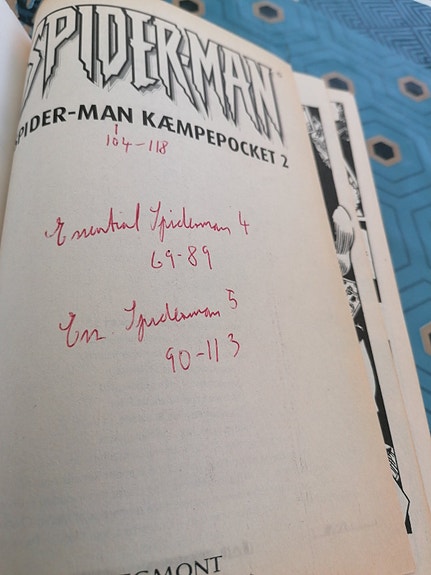 SPIDER-MAN
SPIDER-MAN KÆMPEPOCKET 2
104-118
Essential Spiderman 4
69-89
Ess. Spiderman 5
90-113
EGMONT